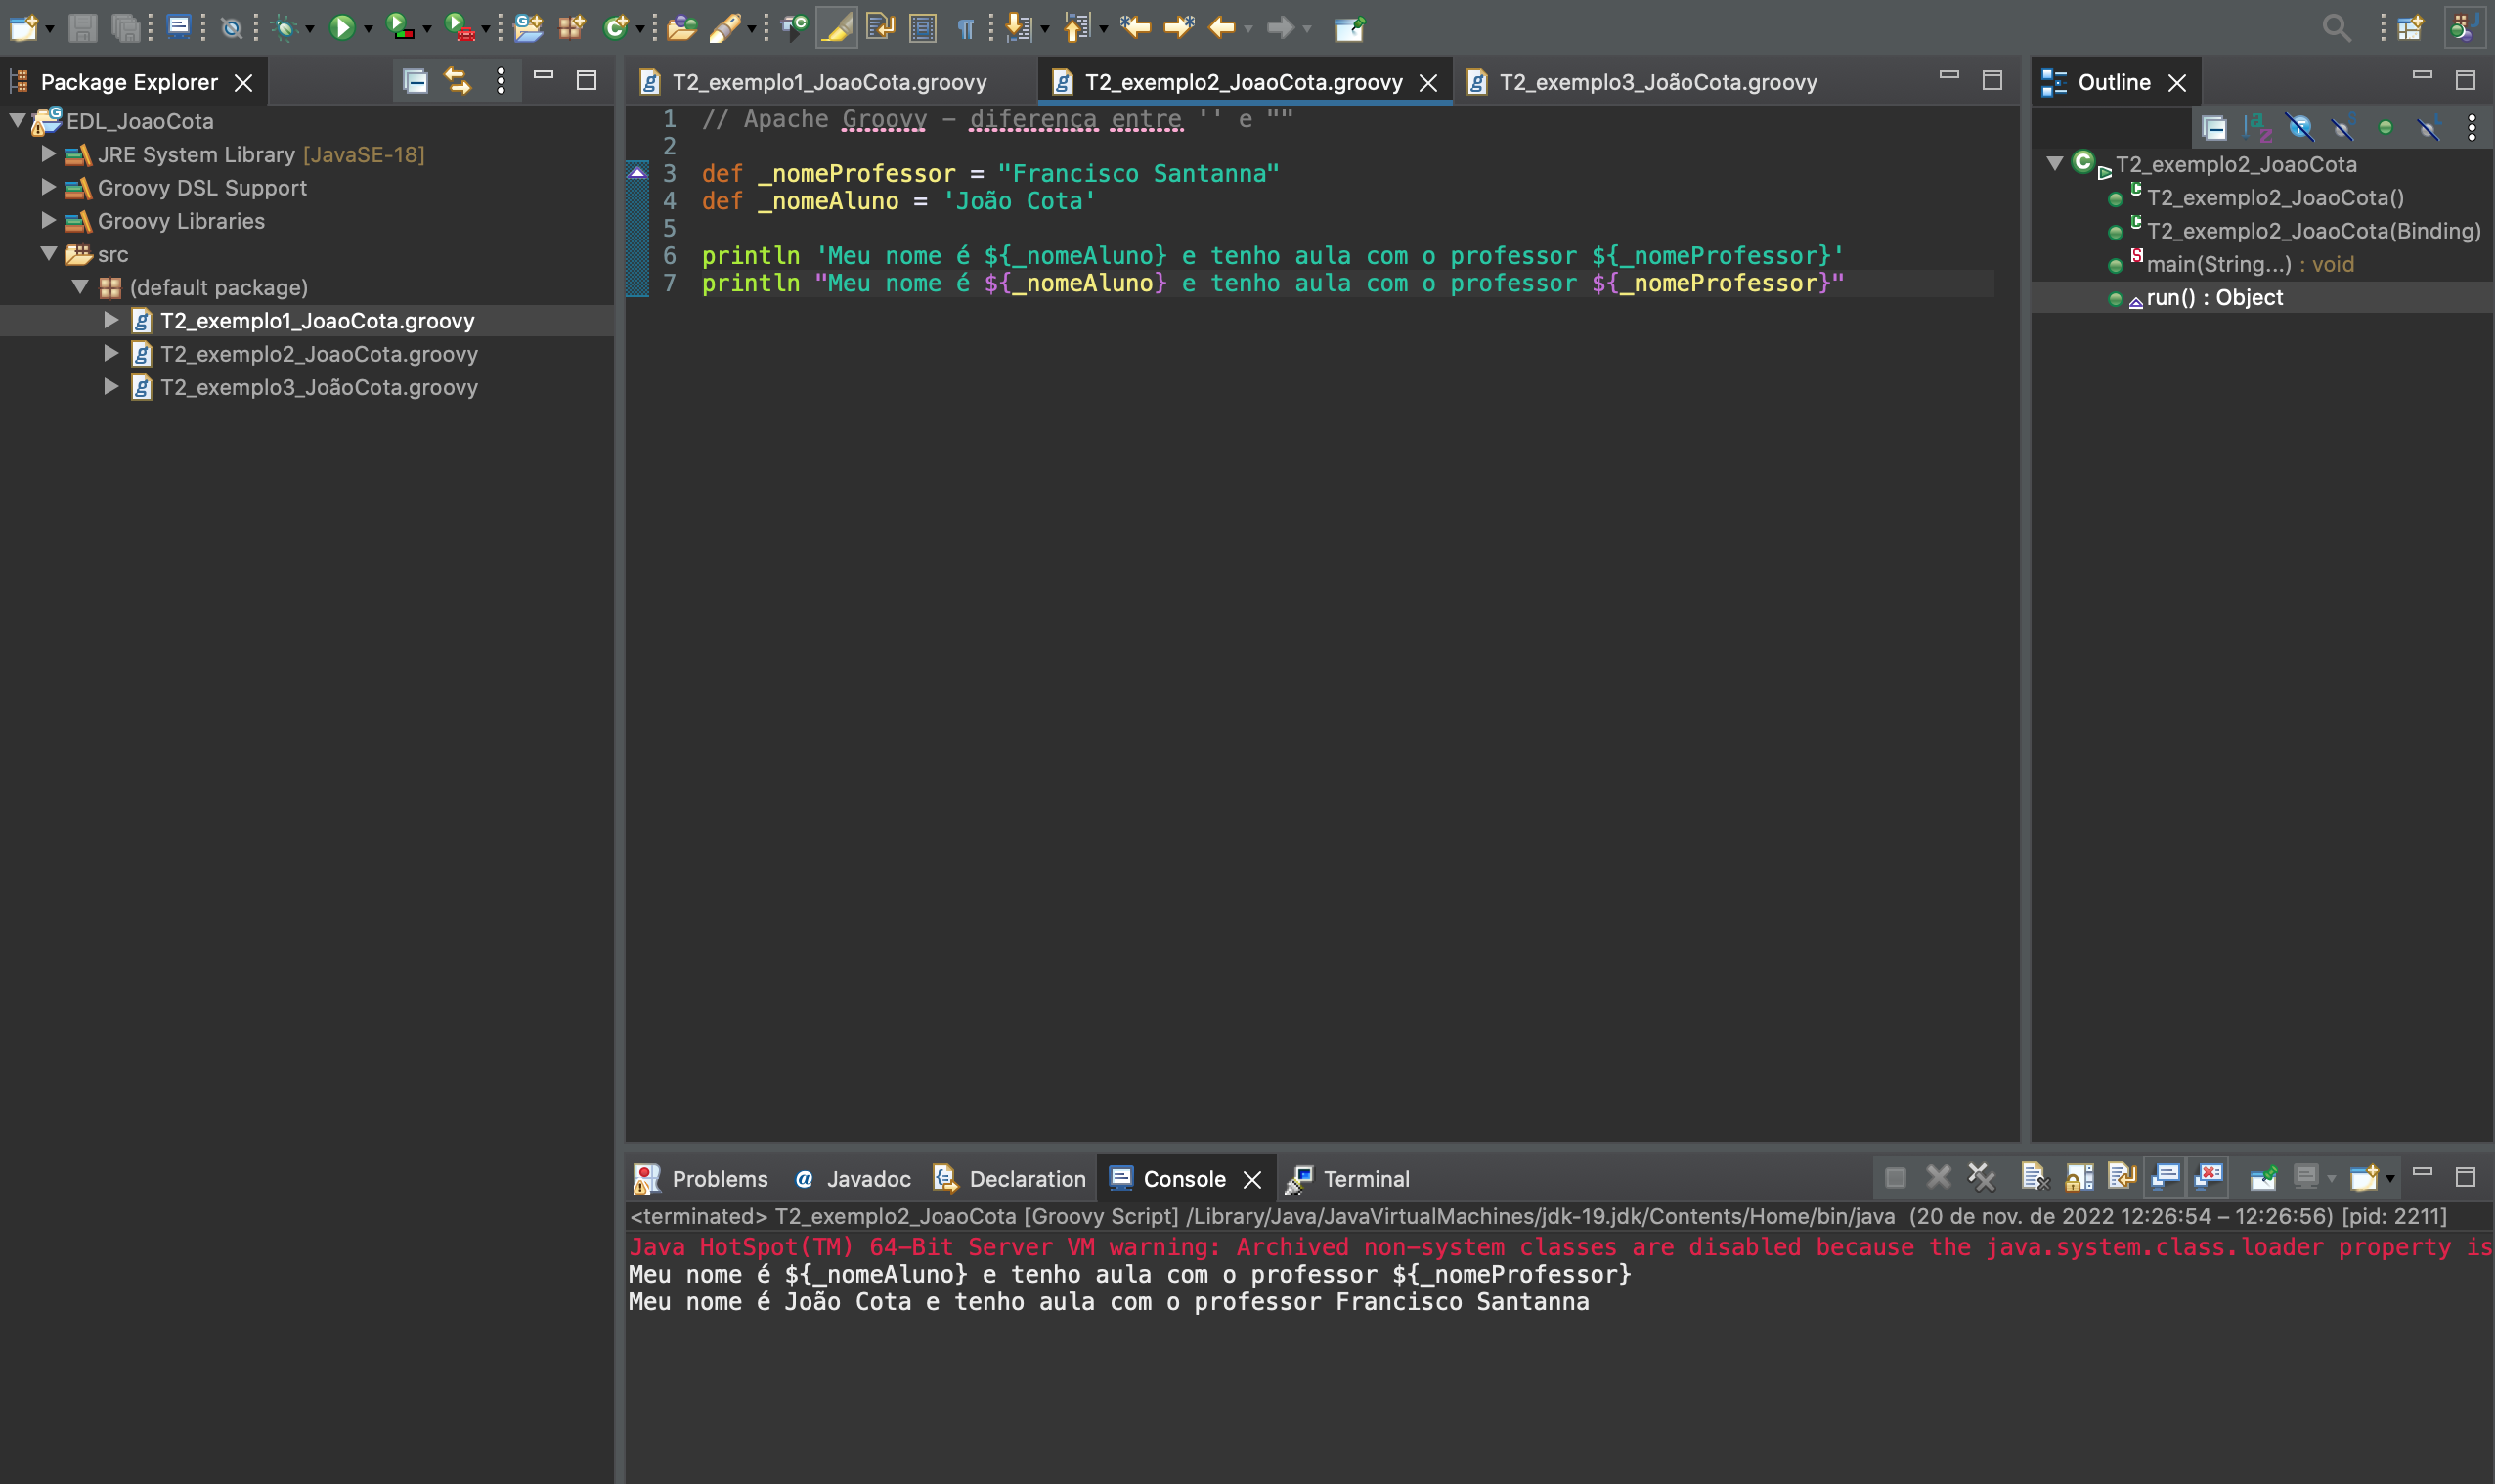 Package Explorer
EDL_JoaoCota
JRE System Library [JavaSE-18]
Groovy DSL Support
Groovy Libraries
src
(default package)
T2_exemplo1_JoaoCota.groovy
T2_exemplo2_JoaoCota.groovy
T2_exemplo3_JoãoCota.groovy
T2_exemplo1_JoaoCota.groovy
T2_exemplo2_JoaoCota.groovy
T2_exemplo3_JoãoCota.groovy
1 // Apache Groovy - diferenca entre '' e ""
2
3 def _nomeProfessor = "Francisco Santanna"
4 def _nomeAluno = 'João Cota'
5
6 println 'Meu nome é ${_nomeAluno} e tenho aula com o professor ${_nomeProfessor}'
7 println "Meu nome é ${_nomeAluno} e tenho aula com o professor ${_nomeProfessor}"
Outline
T2_exemplo2_JoaoCota
T2_exemplo2_JoaoCota()
T2_exemplo2_JoaoCota(Binding)
main(String...) : void
run() : Object
Problems
Javadoc
Declaration
Console
Terminal
<terminated> T2_exemplo2_JoaoCota [Groovy Script] /Library/Java/JavaVirtualMachines/jdk-19.jdk/Contents/Home/bin/java (20 de nov. de 2022 12:26:54 – 12:26:56) [pid: 2211]
Java HotSpot(TM) 64-Bit Server VM warning: Archived non-system classes are disabled because the java.system.class.loader property is
Meu nome é ${_nomeAluno} e tenho aula com o professor ${_nomeProfessor}
Meu nome é João Cota e tenho aula com o professor Francisco Santanna